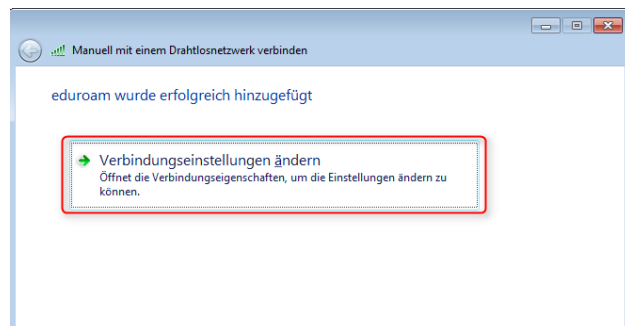 Manuell mit einem Drahtlosnetzwerk verbinden
eduroam wurde erfolgreich hinzugefügt
Verbindungseinstellungen ändern
Öffnet die Verbindungseigenschaften, um die Einstellungen ändern zu
können.